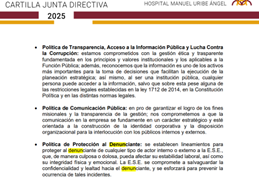 CARTILLA JUNTA DIRECTIVA
HOSPITAL MANUEL URIBE ÁNGEL
2025
• Política de Transparencia, Acceso a la Información Pública y Lucha Contra
la Corrupción: estamos comprometidos con la gestión ética y trasparente
fundamentada en los principios y valores institucionales y los aplicables a la
Función Pública; además, reconocemos que la información es uno de los activos
más importantes para la toma de decisiones que facilitan la ejecución de la
planeación estratégica; así mismo, al ser una institución pública, cualquier
persona puede acceder a la información, salvo que sobre esta pese alguna de
las restricciones legales establecidas en la ley 1712 de 2014, en la Constitución
Política y en las distintas normas legales.
• Política de Comunicación Pública: en pro de garantizar el logro de los fines
misionales y la transparencia de la gestión; nos comprometemos a que la
comunicación en la empresa se fundamente en un carácter estratégico y esté
orientada a la construcción de la identidad corporativa y la disposición
organizacional para la interlocución con los públicos internos y externos.
• Política de Protección al Denunciante: se establecen lineamientos para
proteger al denunciante de cualquier tipo de actor interno o externo a la E.S.E.,
que, de manera culposa o dolosa, pueda afectar su estabilidad laboral, así como
su integridad física y emocional. La E.S.E. se compromete a salvaguardar la
confidencialidad y lealtad hacia el denunciante, y se esforzará para prevenir la
ocurrencia de tales incidentes.